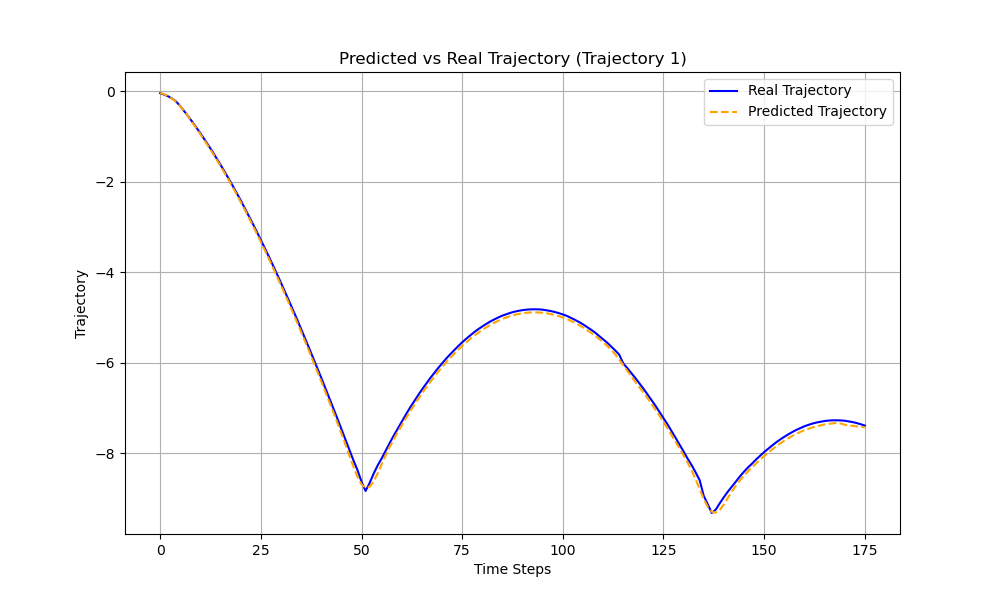 Predicted vs Real Trajectory (Trajectory 1)
Real Trajectory
Predicted Trajectory
Trajectory
0
−2
−4
−6
−8
0 25 50 75 100 125 150 175
Time Steps